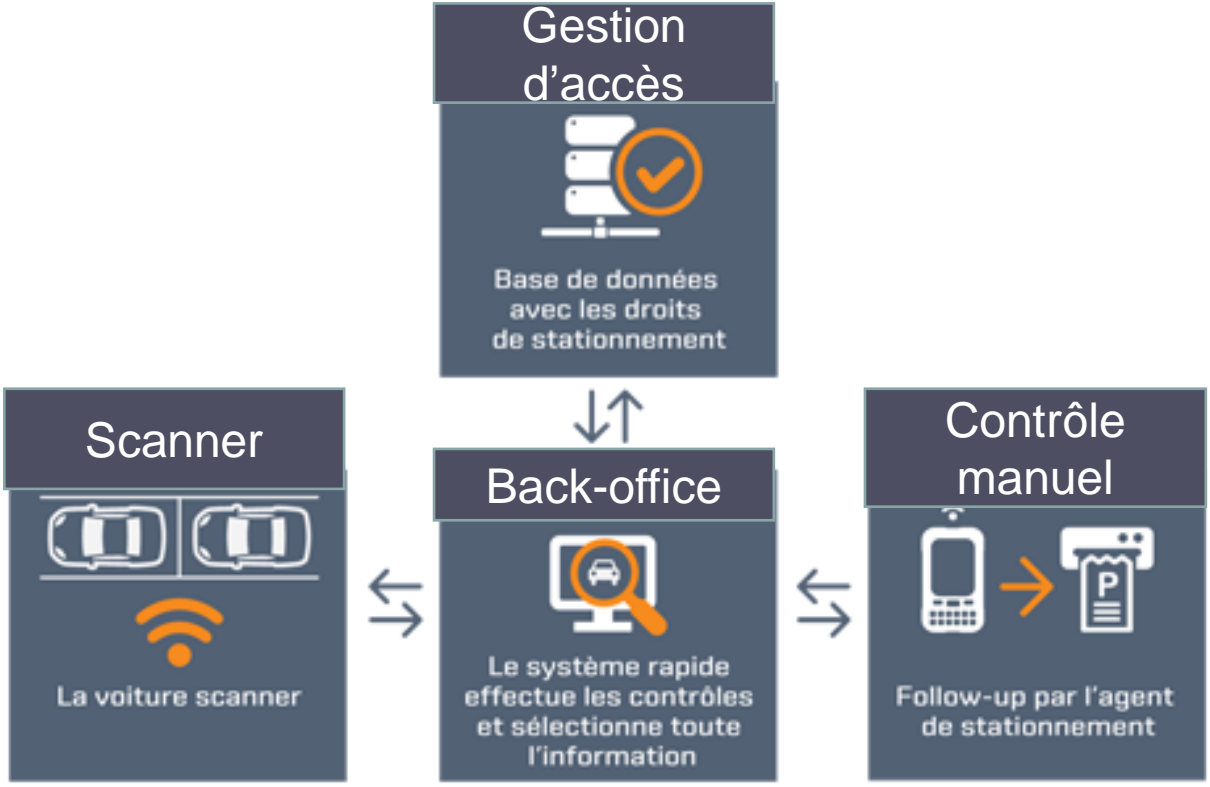 Gestion
d’accès
Base de données
avec les droits
de stationnement
Scanner
La voiture scanner
Back-office
Le système rapide
effectue les contrôles
et sélectionne toute
l'information
Contrôle
manuel
P
Follow-up par l'agent
de stationnement